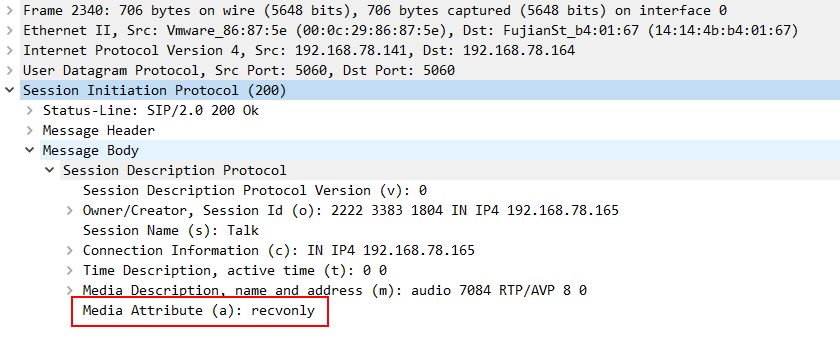 Frame 2340: 706 bytes on wire (5648 bits), 706 bytes captured (5648 bits) on interface 0
Ethernet II, Src: Vmware_86:87:5e (00:0c:29:86:87:5e), Dst: FujianSt_b4:01:67 (14:14:4b:b4:01:67)
Internet Protocol Version 4, Src: 192.168.78.141, Dst: 192.168.78.164
User Datagram Protocol, Src Port: 5060, Dst Port: 5060
Session Initiation Protocol (200)
Status-Line: SIP/2.0 200 Ok
Message Header
Message Body
Session Description Protocol
Session Description Protocol Version (v): 0
Owner/Creator, Session Id (o): 2222 3383 1804 IN IP4 192.168.78.165
Session Name (s): Talk
Connection Information (c): IN IP4 192.168.78.165
Time Description, active time (t): 0 0
Media Description, name and address (m): audio 7084 RTP/AVP 8 0
Media Attribute (a): recvonly